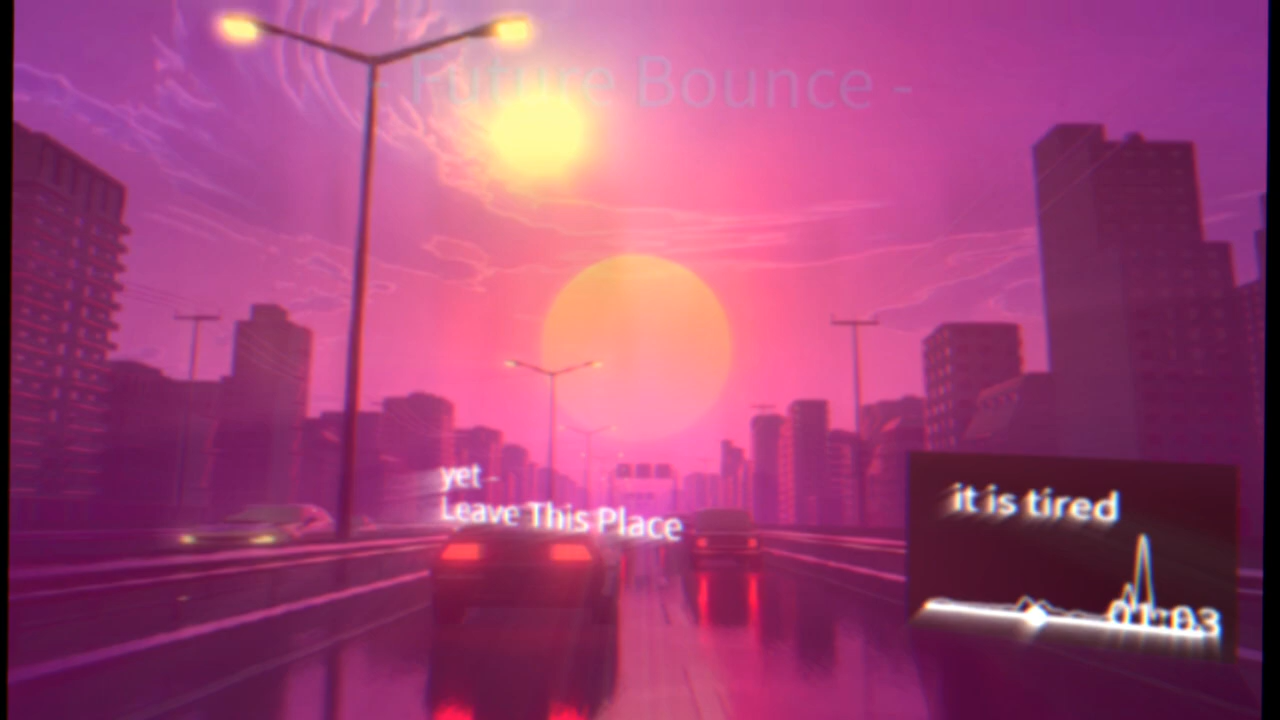 - Future Bounce -
yet -
Leave This Place
it is tired
01:03